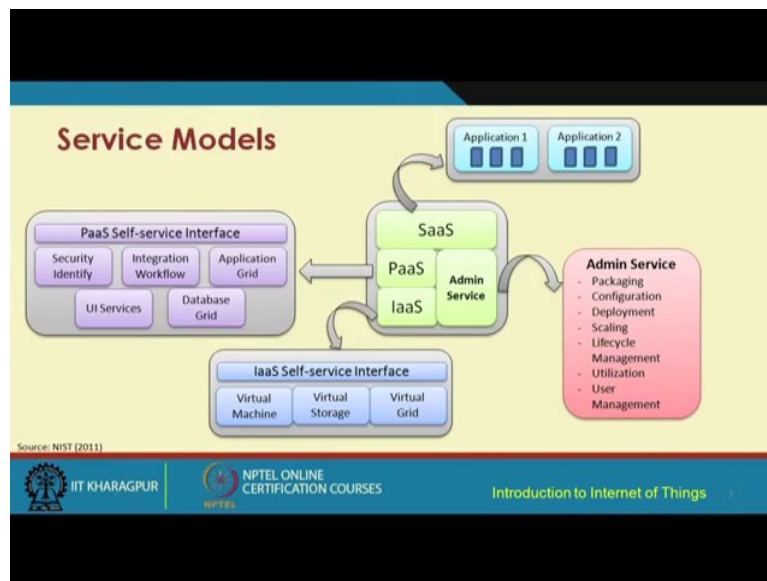 Service Models
Application 1
Application 2
SaaS
PaaS
IaaS
Admin
Service
PaaS Self-service Interface
Security
Identify
Integration
Workflow
Application
Grid
UI Services
Database
Grid
IaaS Self-service Interface
Virtual
Machine
Virtual
Storage
Virtual
Grid
Admin Service
- Packaging
- Configuration
- Deployment
- Scaling
- Lifecycle
Management
- Utilization
- User
Management
Source: NIST (2011)
IIT KHARAGPUR
NPTEL
NPTEL ONLINE
CERTIFICATION COURSES
Introduction to Internet of Things